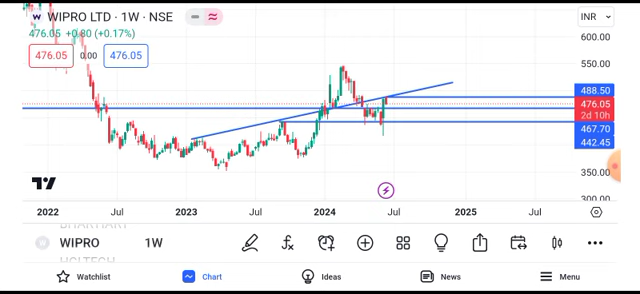 WIPRO LTD · 1W · NSE
INR
476.05 +0.80 (+0.17%)
600.00
476.05 0.00 476.05
550.00
488.50
476.05
2d 10h
467.70
442.45
350.00
300.00
2022 Jul 2023 Jul 2024 Jul 2025 Jul
WIPRO 1W
Watchlist Chart Ideas News Menu